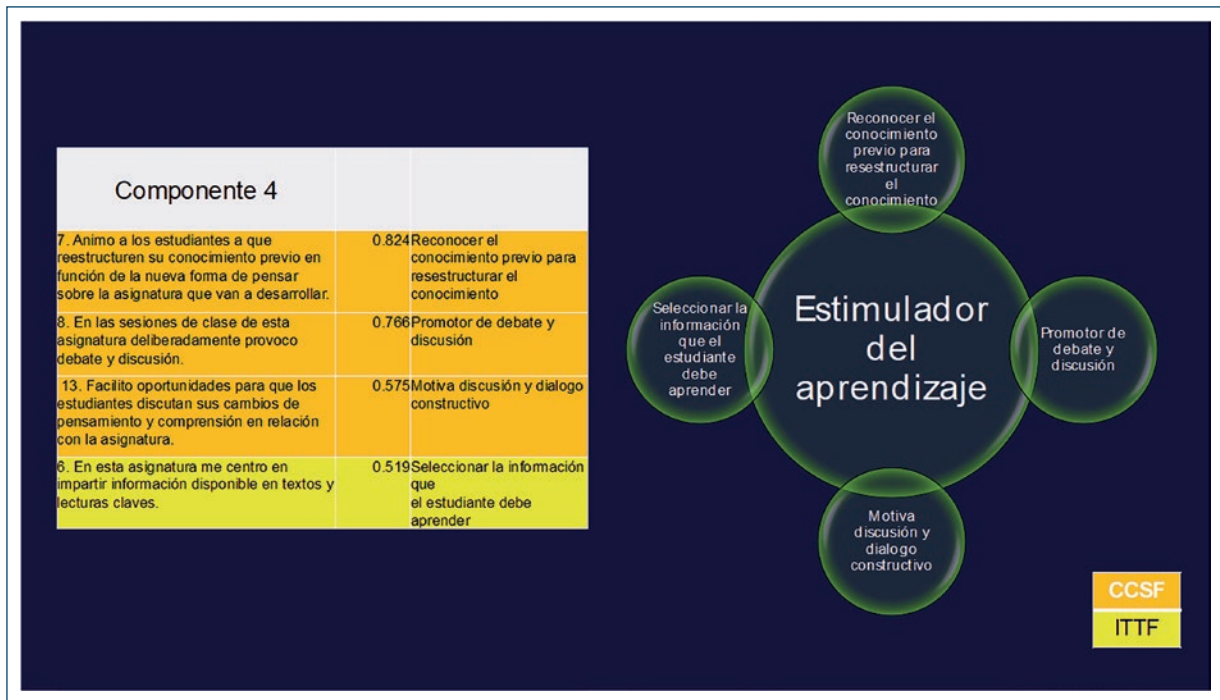 Componente 4
7. Animo a los estudiantes a que
reestructuren su conocimiento previo en
función de la nueva forma de pensar
sobre la asignatura que van a desarrollar.
0.824
Reconocer el
conocimiento previo para
resestructurar el
conocimiento
8. En las sesiones de clase de esta
asignatura deliberadamente provoco
debate y discusión.
0.766
Promotor de debate y
discusión
13. Facilito oportunidades para que los
estudiantes discutan sus cambios de
pensamiento y comprensión en relación
con la asignatura.
0.575
Motiva discusión y dialogo
constructivo
6. En esta asignatura me centro en
impartir información disponible en textos y
lecturas claves.
0.519
Seleccionar la información
que
el estudiante debe
aprender
Reconocer el
conocimiento
previo para
resestructurar
el
conocimiento
Seleccionar la
información
que el
estudiante
debe
aprender
Estimulador
del
aprendizaje
Promotor de
debate y
discusión
Motiva
discusión y
dialogo
constructivo
CCSF
ITTF